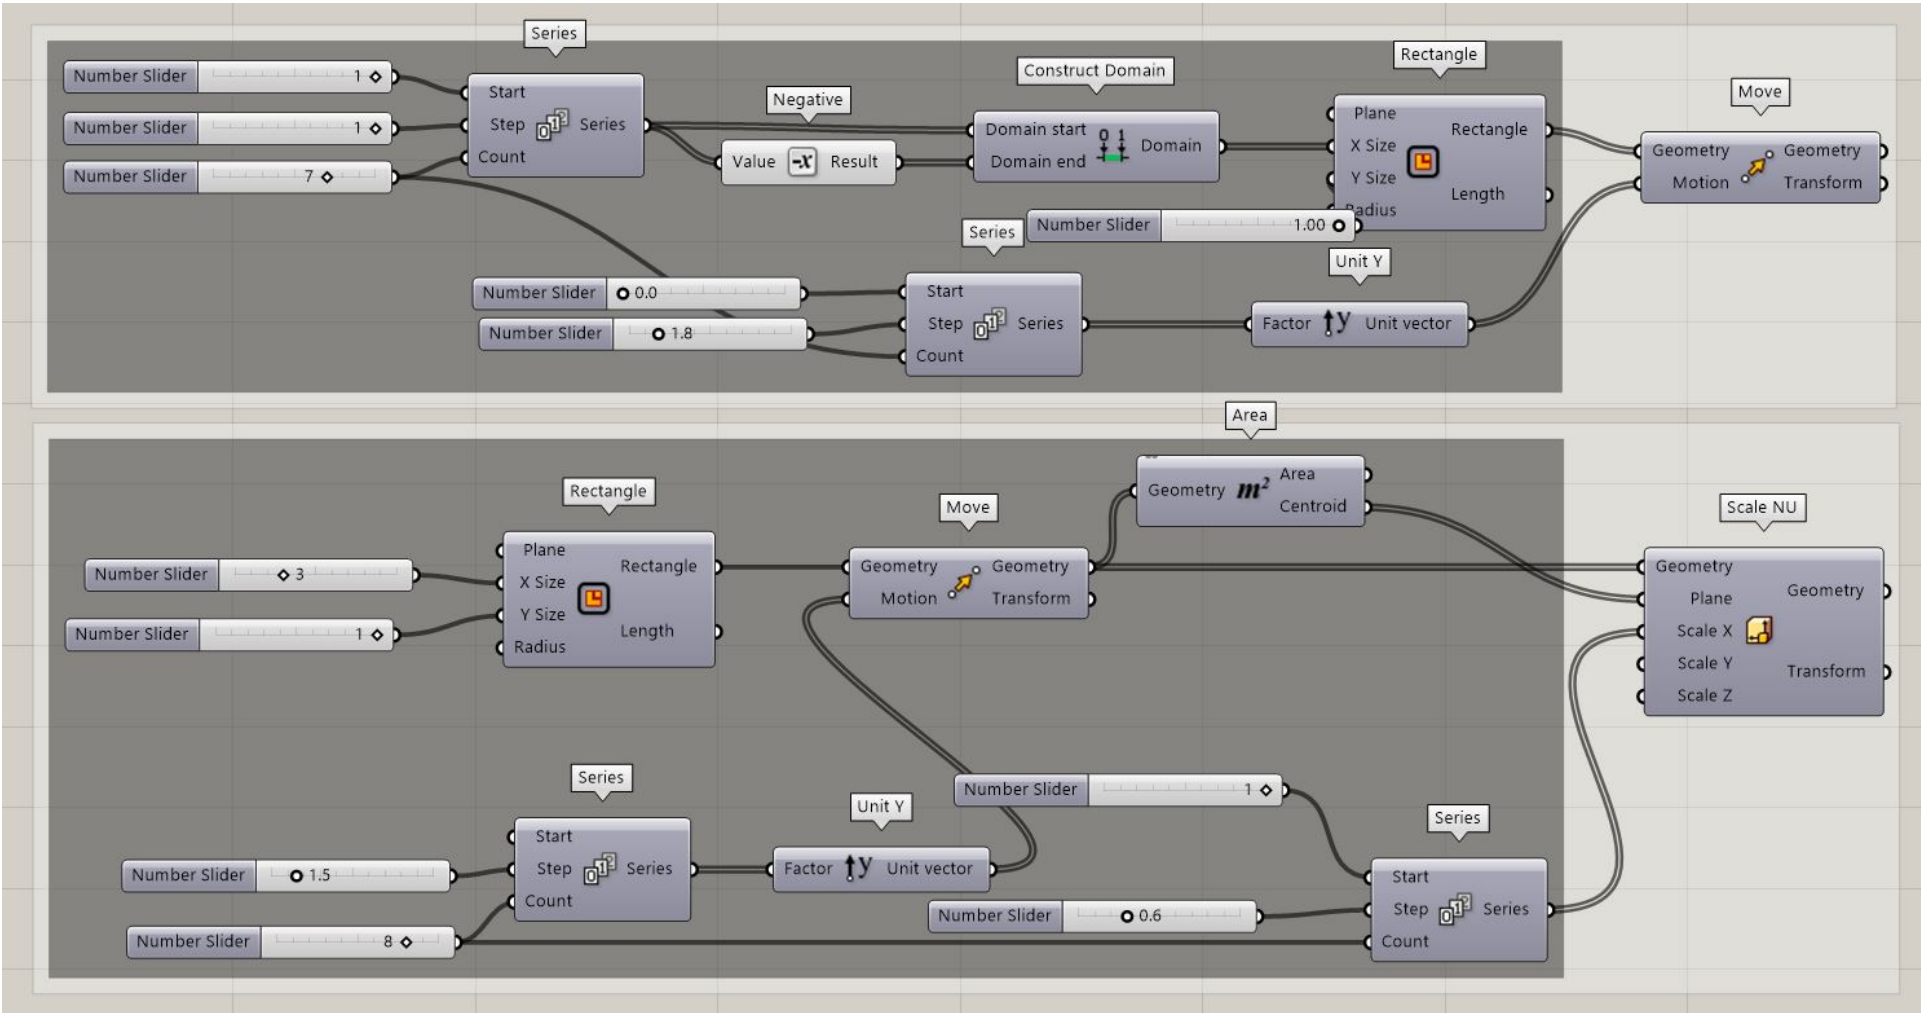 Series
Number Slider 1
Number Slider 1
Number Slider 7
Start
Step
Count
Series
Negative
Value -x Result
Construct Domain
Domain start
Domain end
0 1
Domain
Rectangle
Plane
X Size
Y Size
Radius
Rectangle
Length
Number Slider 1.00
Move
Geometry
Motion
Geometry
Transform
Number Slider 0.0
Number Slider 1.8
Series
Start
Step
Count
Series
Unit Y
Factor y Unit vector
Rectangle
Number Slider 3
Number Slider 1
Plane
X Size
Y Size
Radius
Rectangle
Length
Move
Geometry
Motion
Geometry
Transform
Area
Geometry m²
Area
Centroid
Scale NU
Geometry
Plane
Scale X
Scale Y
Scale Z
Geometry
Transform
Series
Number Slider 1.5
Number Slider 8
Start
Step
Count
Series
Unit Y
Factor y Unit vector
Number Slider 1
Number Slider 0.6
Series
Start
Step
Count
Series